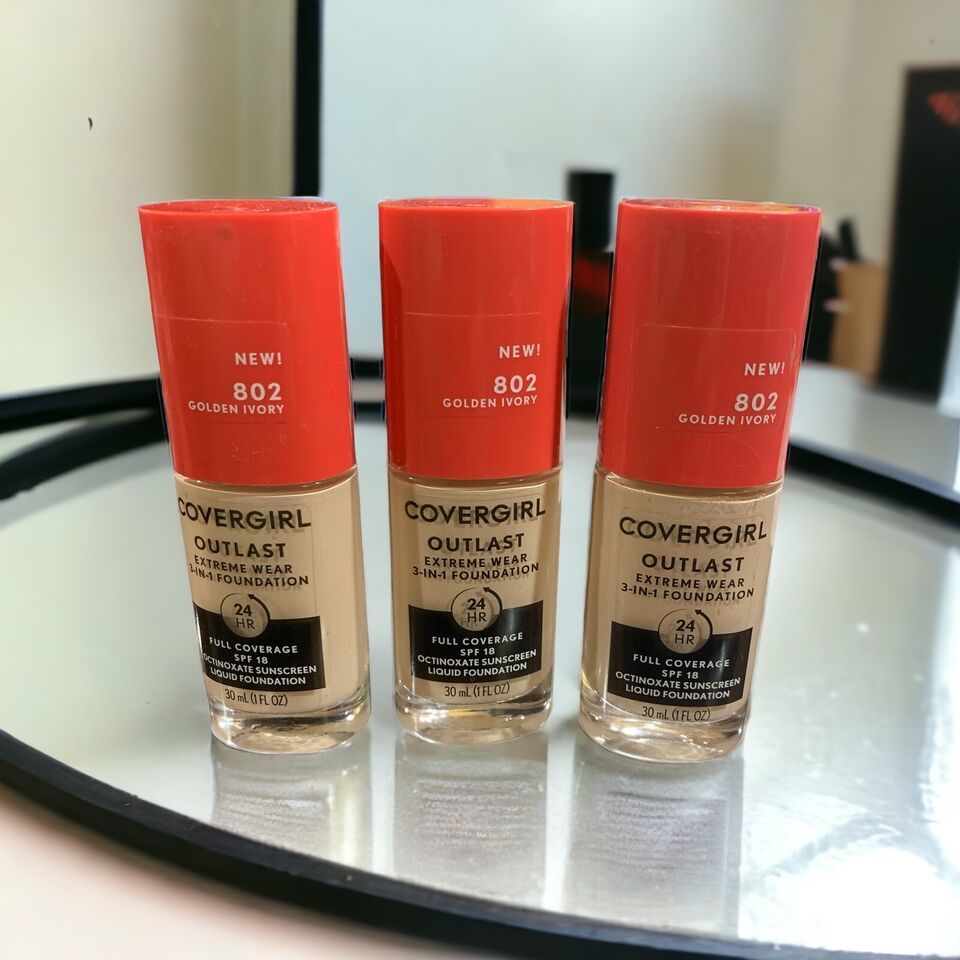 NEW!
802
GOLDEN IVORY
COVERGIRL
OUTLAST
EXTREME WEAR
3-IN-1 FOUNDATION
24
HR
FULL COVERAGE
SPF 18
OCTINOXATE SUNSCREEN
LIQUID FOUNDATION
30 mL (1 FL OZ)
NEW!
802
GOLDEN IVORY
COVERGIRL
OUTLAST
EXTREME WEAR
3-IN-1 FOUNDATION
24
HR
FULL COVERAGE
SPF 18
OCTINOXATE SUNSCREEN
LIQUID FOUNDATION
30 mL (1 FL OZ)
NEW!
802
GOLDEN IVORY
COVERGIRL
OUTLAST
EXTREME WEAR
3-IN-1 FOUNDATION
24
HR
FULL COVERAGE
SPF 18
OCTINOXATE SUNSCREEN
LIQUID FOUNDATION
30 mL (1 FL OZ)